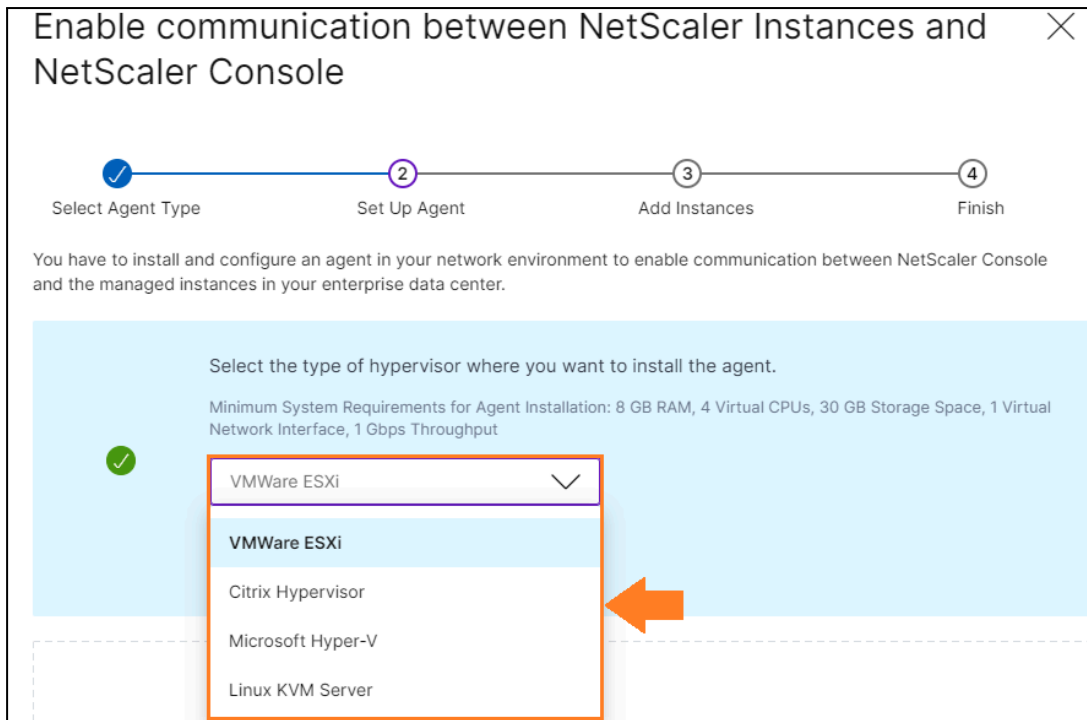 Enable communication between NetScaler Instances and
NetScaler Console
2
3
4
Select Agent Type
Set Up Agent
Add Instances
Finish
You have to install and configure an agent in your network environment to enable communication between NetScaler Console
and the managed instances in your enterprise data center.
Select the type of hypervisor where you want to install the agent.
Minimum System Requirements for Agent Installation: 8 GB RAM, 4 Virtual CPUs, 30 GB Storage Space, 1 Virtual
Network Interface, 1 Gbps Throughput
VMWare ESXi
VMWare ESXi
Citrix Hypervisor
Microsoft Hyper-V
Linux KVM Server